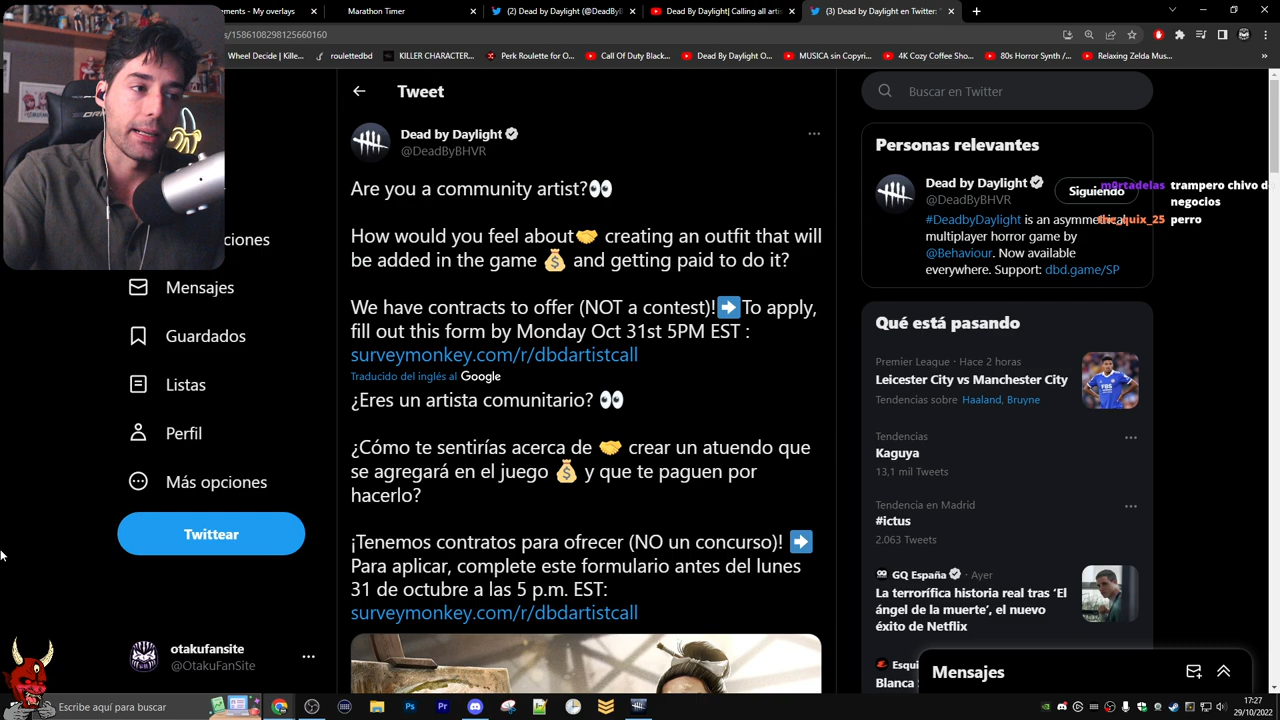 ements - My overlays
Marathon Timer
(2) Dead by Daylight (@DeadBy
Dead By Daylight| Calling all arti
(3) Dead by Daylight en Twitter:
s/1586108298125660160
Wheel Decide | Kille...
roulettedbd
KILLER CHARACTER...
Perk Roulette for O...
Call Of Duty Black...
Dead By Daylight O...
MUSICA sin Copyri...
4K Cozy Coffee Sho...
80s Horror Synth /...
Relaxing Zelda Mus...
Tweet
Buscar en Twitter
Dead by Daylight
@DeadByBHVR
Are you a community artist?👀
How would you feel about🤝 creating an outfit that will
be added in the game 💰 and getting paid to do it?
We have contracts to offer (NOT a contest)!➡️To apply,
fill out this form by Monday Oct 31st 5PM EST :
surveymonkey.com/r/dbdartistcall
Traducido del inglés al Google
¿Eres un artista comunitario? 👀
¿Cómo te sentirías acerca de 🤝 crear un atuendo que
se agregará en el juego 💰 y que te paguen por
hacerlo?
¡Tenemos contratos para ofrecer (NO un concurso)! ➡️
Para aplicar, complete este formulario antes del lunes
31 de octubre a las 5 p.m. EST:
surveymonkey.com/r/dbdartistcall
ciones
Mensajes
Guardados
Listas
Perfil
Más opciones
Twittear
otakufansite
@OtakuFanSite
Personas relevantes
Dead by Daylight
@DeadByBHVR
Siguiendo
#DeadbyDaylight is an asymmetrical
multiplayer horror game by
@Behaviour. Now available
everywhere. Support: dbd.game/SP
m0rtadelas trampero chivo de
negocios
the_quix_25 perro
Qué está pasando
Premier League · Hace 2 horas
Leicester City vs Manchester City
Tendencias sobre Haaland, Bruyne
Tendencias
Kaguya
13,1 mil Tweets
Tendencia en Madrid
#ictus
2.063 Tweets
GQ España · Ayer
La terrorífica historia real tras 'El
ángel de la muerte', el nuevo
éxito de Netflix
Esqui
Blanca
Mensajes
Escribe aquí para buscar
17:27
29/10/2022